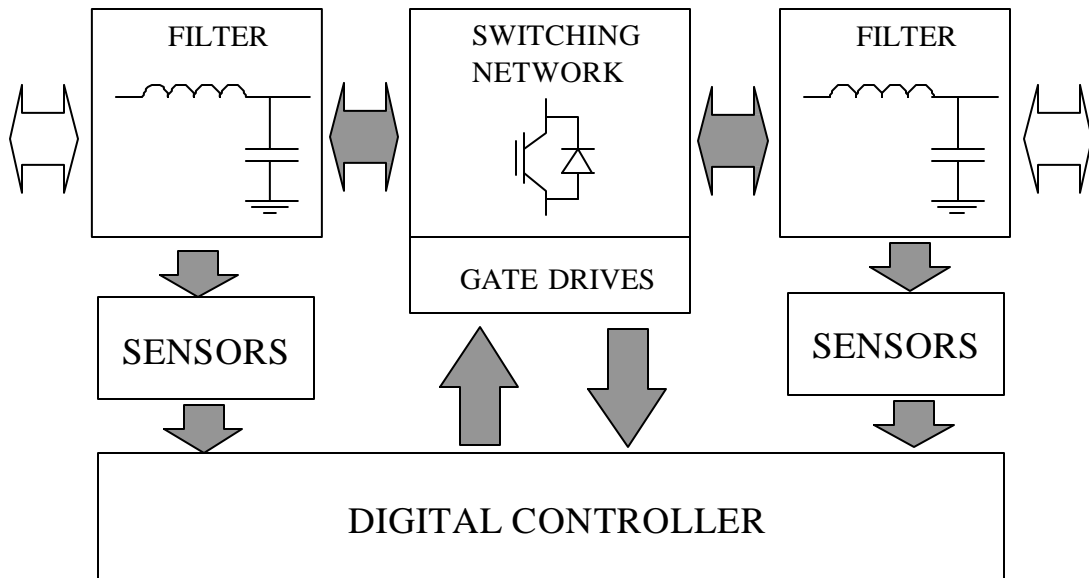 FILTER
SWITCHING
NETWORK
FILTER
GATE DRIVES
SENSORS
SENSORS
DIGITAL CONTROLLER